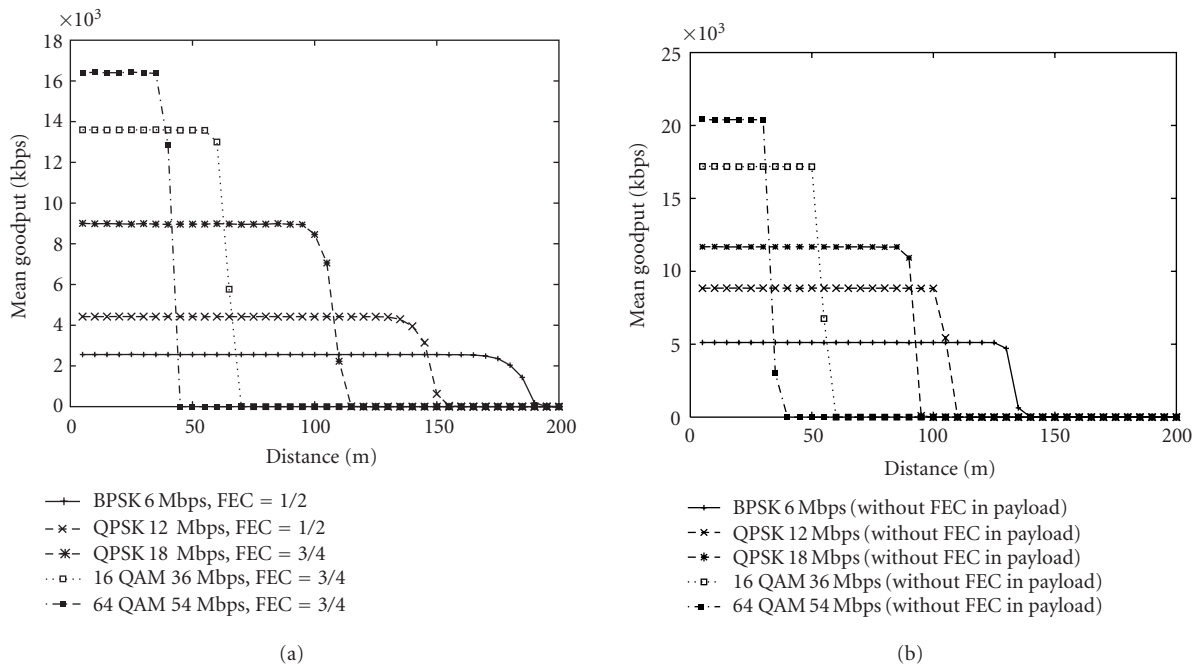 ×10³
18
16
14
12
10
8
6
4
2
0
Mean goodput (kbps)
0
50
100
150
200
Distance (m)
BPSK 6 Mbps, FEC = 1/2
QPSK 12 Mbps, FEC = 1/2
QPSK 18 Mbps, FEC = 3/4
16 QAM 36 Mbps, FEC = 3/4
64 QAM 54 Mbps, FEC = 3/4
(a)
×10³
25
20
15
10
5
0
Mean goodput (kbps)
0
50
100
150
200
Distance (m)
BPSK 6 Mbps (without FEC in payload)
QPSK 12 Mbps (without FEC in payload)
QPSK 18 Mbps (without FEC in payload)
16 QAM 36 Mbps (without FEC in payload)
64 QAM 54 Mbps (without FEC in payload)
(b)